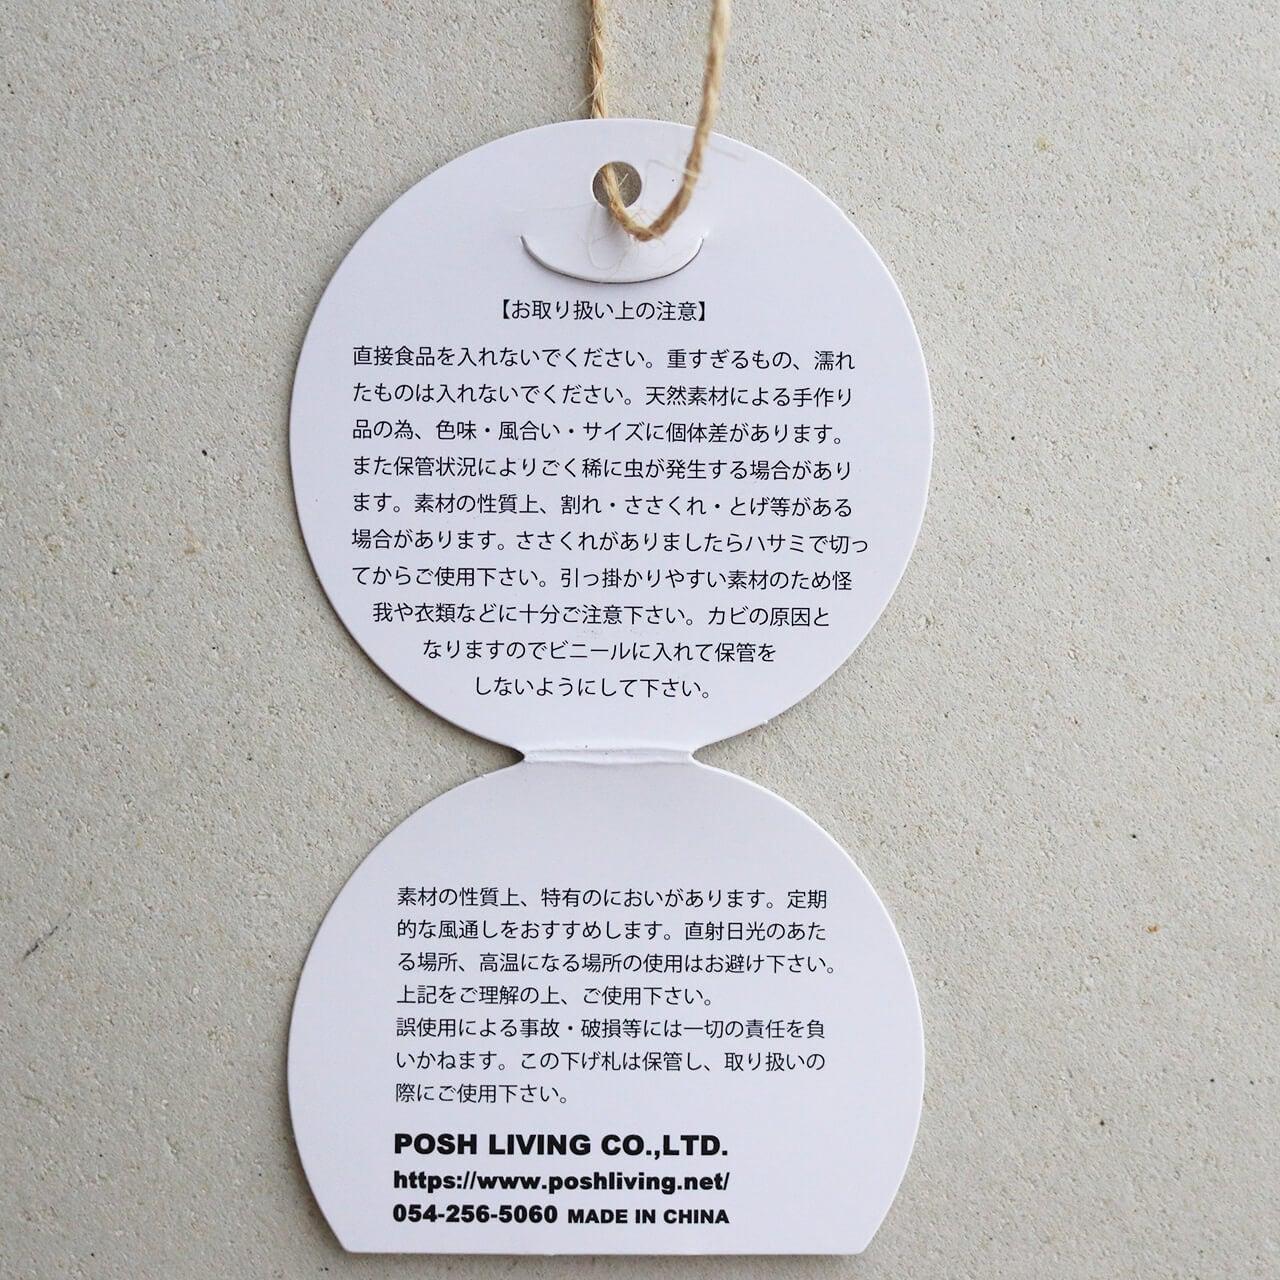 【お取り扱い上の注意】
直接食品を入れないでください。重すぎるもの、濡れ
たものは入れないでください。天然素材による手作り
品の為、色味・風合い・サイズに個体差があります。
また保管状況によりごく稀に虫が発生する場合があり
ます。素材の性質上、割れ・ささくれ・とげ等がある
場合があります。ささくれがありましたらハサミで切っ
てからご使用下さい。引っ掛かりやすい素材のため怪
我や衣類などに十分ご注意下さい。カビの原因と
なりますのでビニールに入れて保管を
しないようにして下さい。
素材の性質上、特有のにおいがあります。定期
的な風通しをおすすめします。直射日光のあた
る場所、高温になる場所の使用はお避け下さい。
上記をご理解の上、ご使用下さい。
誤使用による事故・破損等には一切の責任を負
いかねます。この下げ札は保管し、取り扱いの
際にご使用下さい。
POSH LIVING CO.,LTD.
https://www.poshliving.net/
054-256-5060 MADE IN CHINA